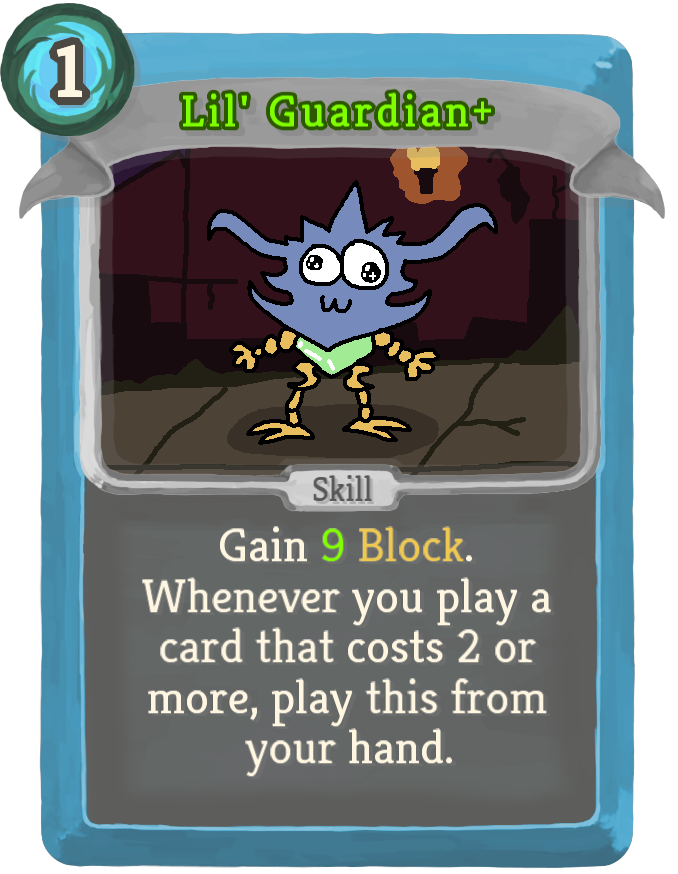 1
Lil' Guardian+
Skill
Gain 9 Block.
Whenever you play a
card that costs 2 or
more, play this from
your hand.